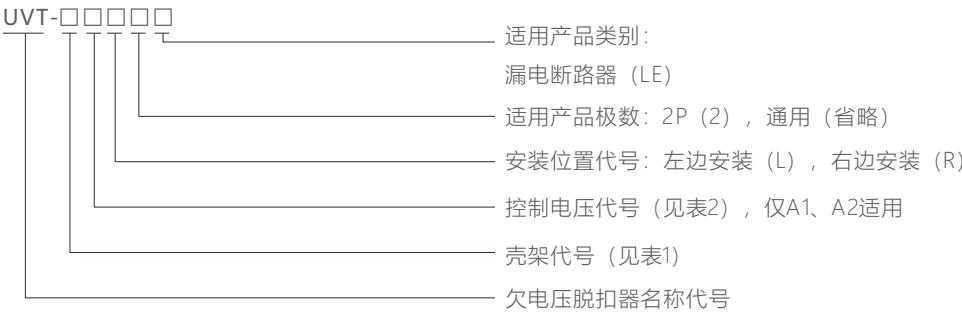 UVT-□□□□□
适用产品类别：
漏电断路器（LE）
适用产品极数：2P（2），通用（省略）
安装位置代号：左边安装（L），右边安装（R）
控制电压代号（见表2），仅A1、A2适用
壳架代号（见表1）
欠电压脱扣器名称代号